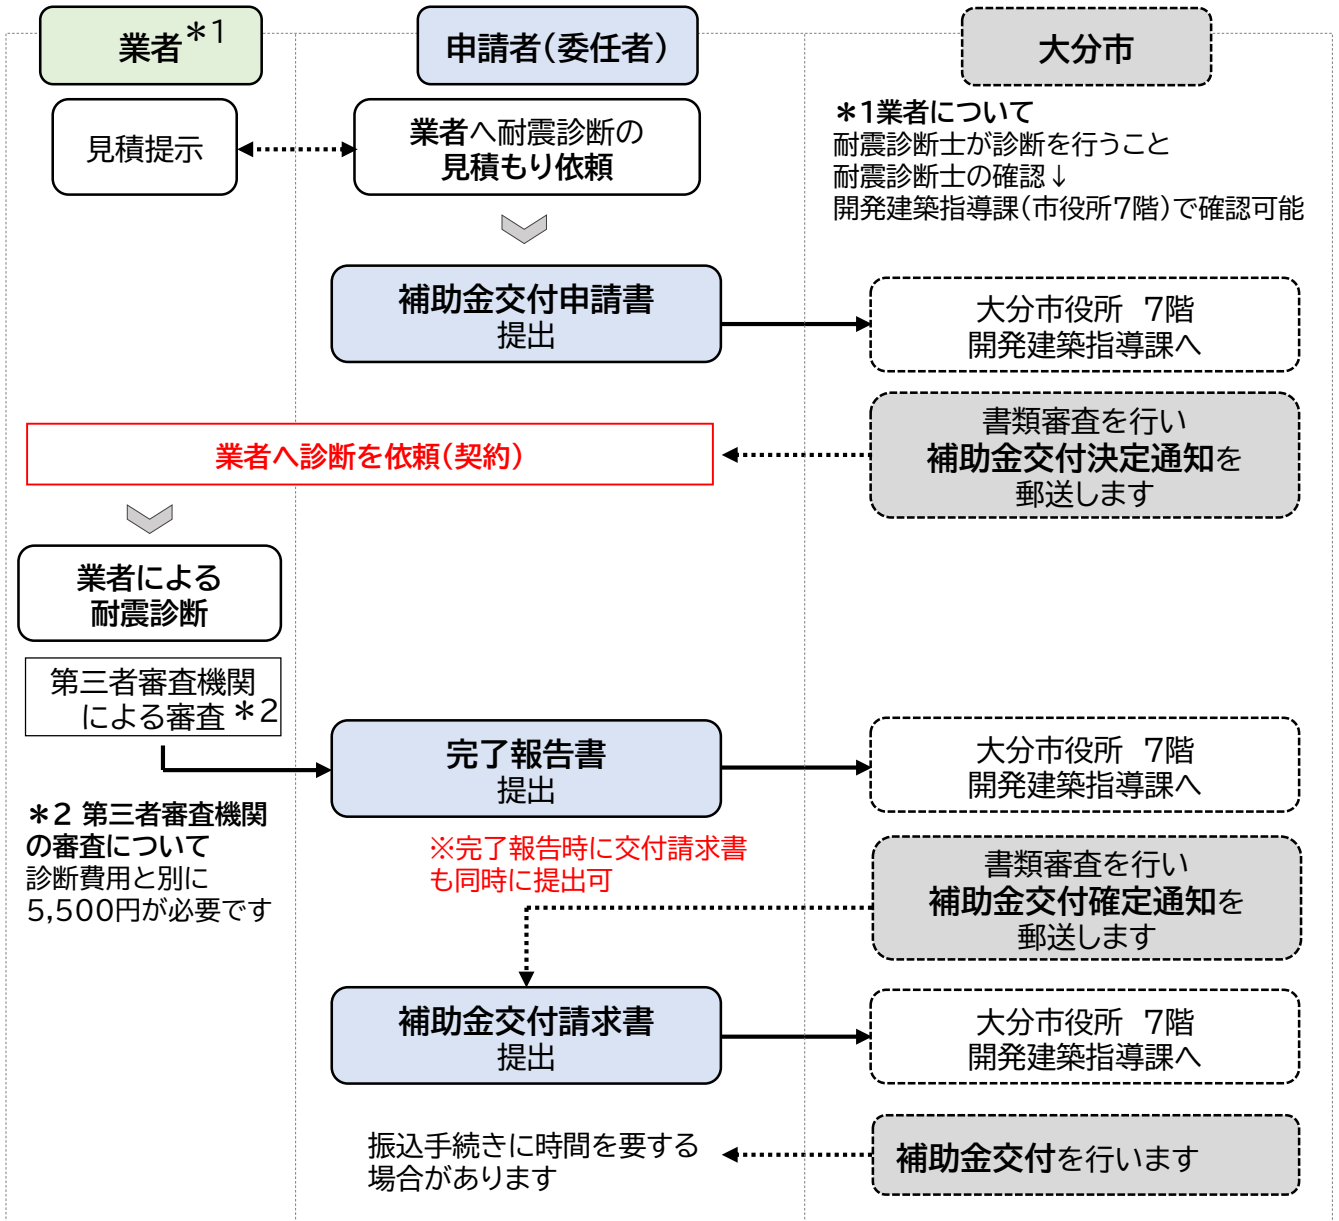 業者*1
申請者(委任者)
大分市
見積提示
業者へ耐震診断の
見積もり依頼
*1業者について
耐震診断士が診断を行うこと
耐震診断士の確認↓
開発建築指導課(市役所7階)で確認可能
補助金交付申請書
提出
大分市役所 7階
開発建築指導課へ
書類審査を行い
補助金交付決定通知を
郵送します
業者へ診断を依頼(契約)
業者による
耐震診断
第三者審査機関
による審査*2
完了報告書
提出
大分市役所 7階
開発建築指導課へ
*2 第三者審査機関
の審査について
診断費用と別に
5,500円が必要です
※完了報告時に交付請求書
も同時に提出可
書類審査を行い
補助金交付確定通知を
郵送します
補助金交付請求書
提出
大分市役所 7階
開発建築指導課へ
振込手続きに時間を要する
場合があります
補助金交付を行います